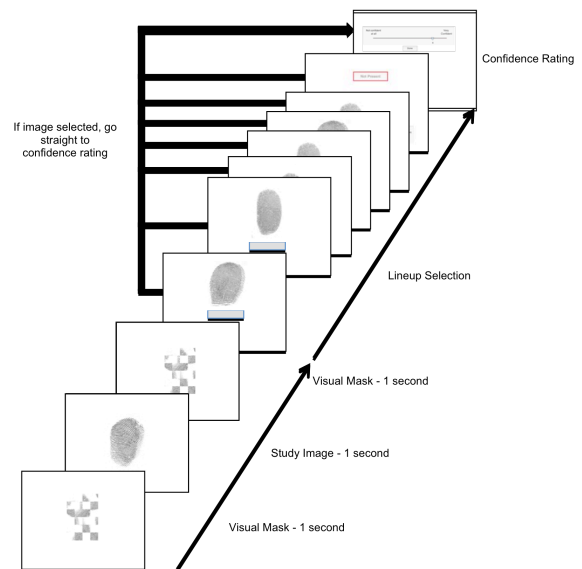 Confidence Rating
If image selected, go
straight to
confidence rating
Lineup Selection
Visual Mask - 1 second
Study Image - 1 second
Visual Mask - 1 second